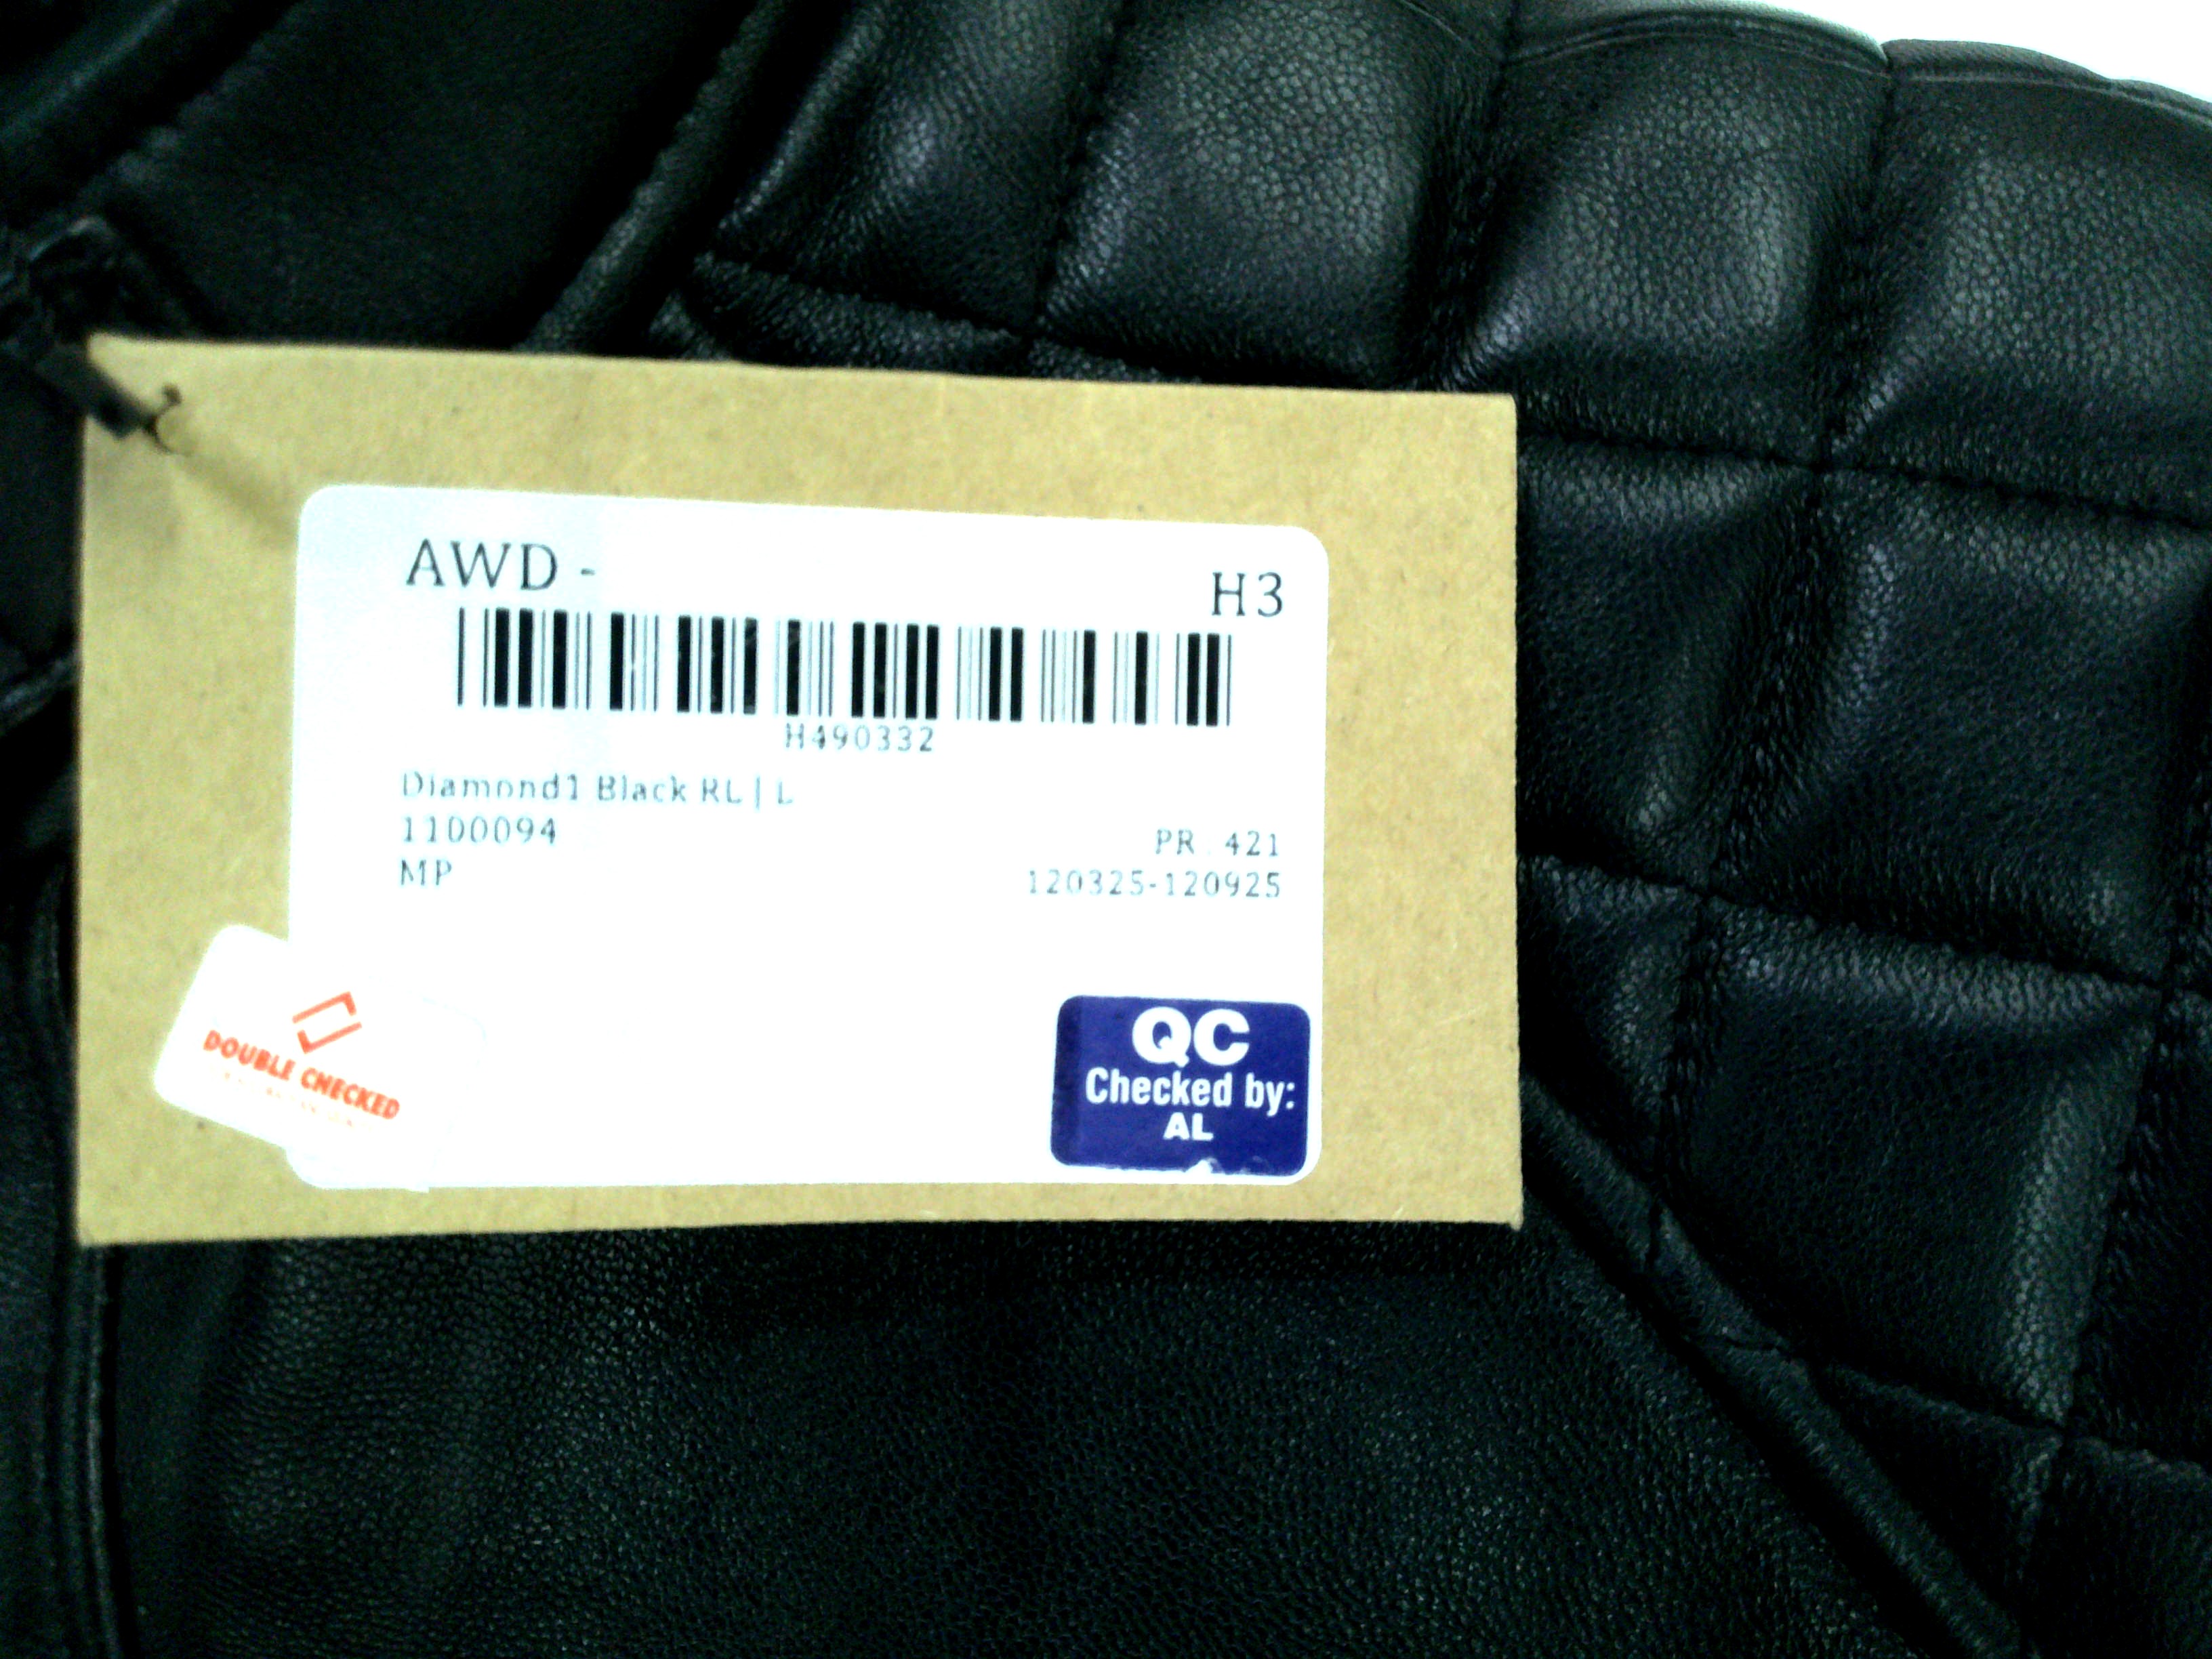 AWD -
H3
H490332
Diamond1 Black RL | L
1100094
PR. 421
MP
120325-120925
DOUBLE CHECKED
QC
Checked by:
AL